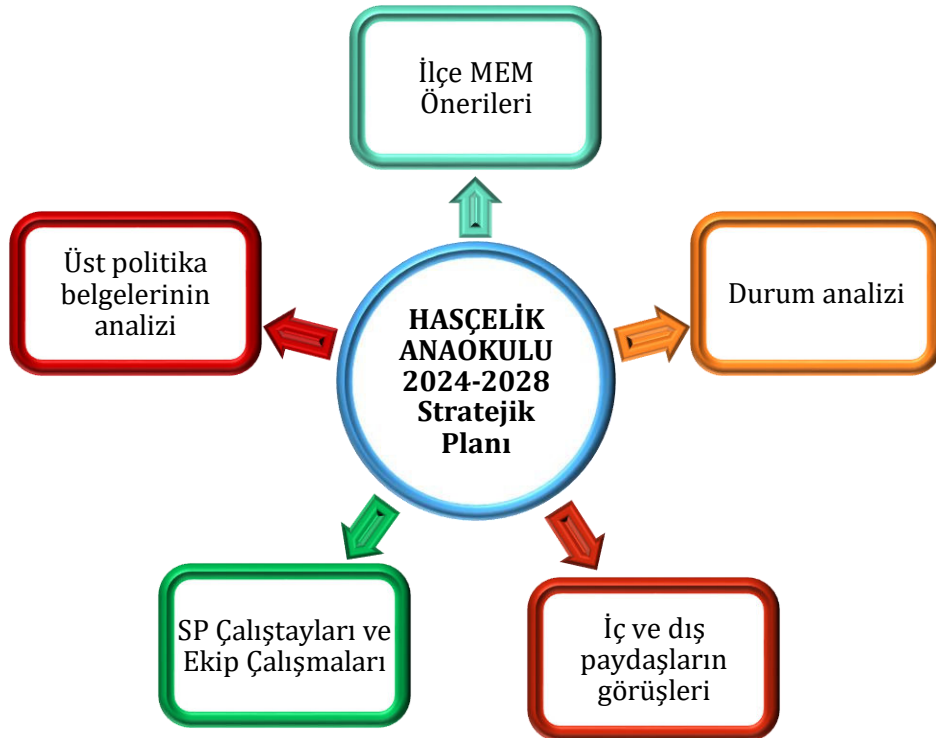 İlçe MEM
Önerileri
Üst politika
belgelerinin
analizi
Durum analizi
HASÇELİK
ANAOKULU
2024-2028
Stratejik
Planı
SP Çalıştayları ve
Ekip Çalışmaları
İç ve dış
paydaşların
görüşleri